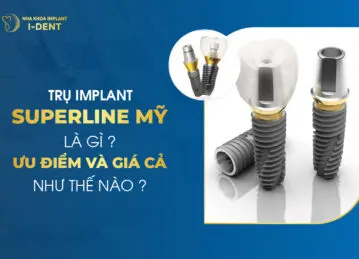 NHA KHOA IMPLANT
I-DENT
TRỤ IMPLANT
SUPERLINE MỸ
LÀ GÌ ?
ƯU ĐIỂM VÀ GIÁ CẢ
NHƯ THẾ NÀO ?